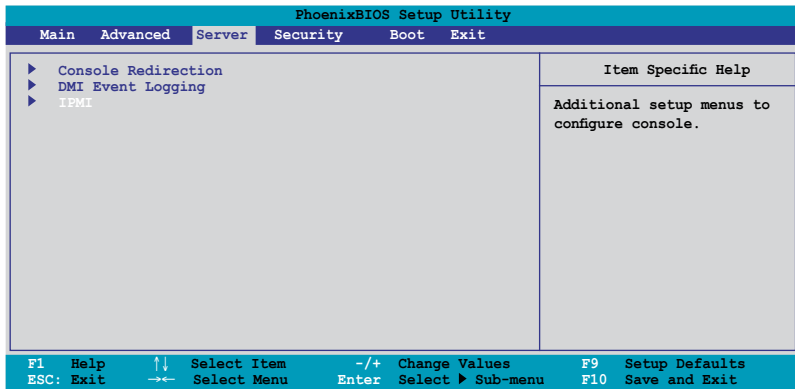 PhoenixBIOS Setup Utility
Main Advanced Server Security Boot Exit
Console Redirection
DMI Event Logging
IPMI
Item Specific Help
Additional setup menus to
configure console.
F1 Help ↑↓ Select Item -/+ Change Values F9 Setup Defaults
ESC: Exit →← Select Menu Enter Select ▶ Sub-menu F10 Save and Exit